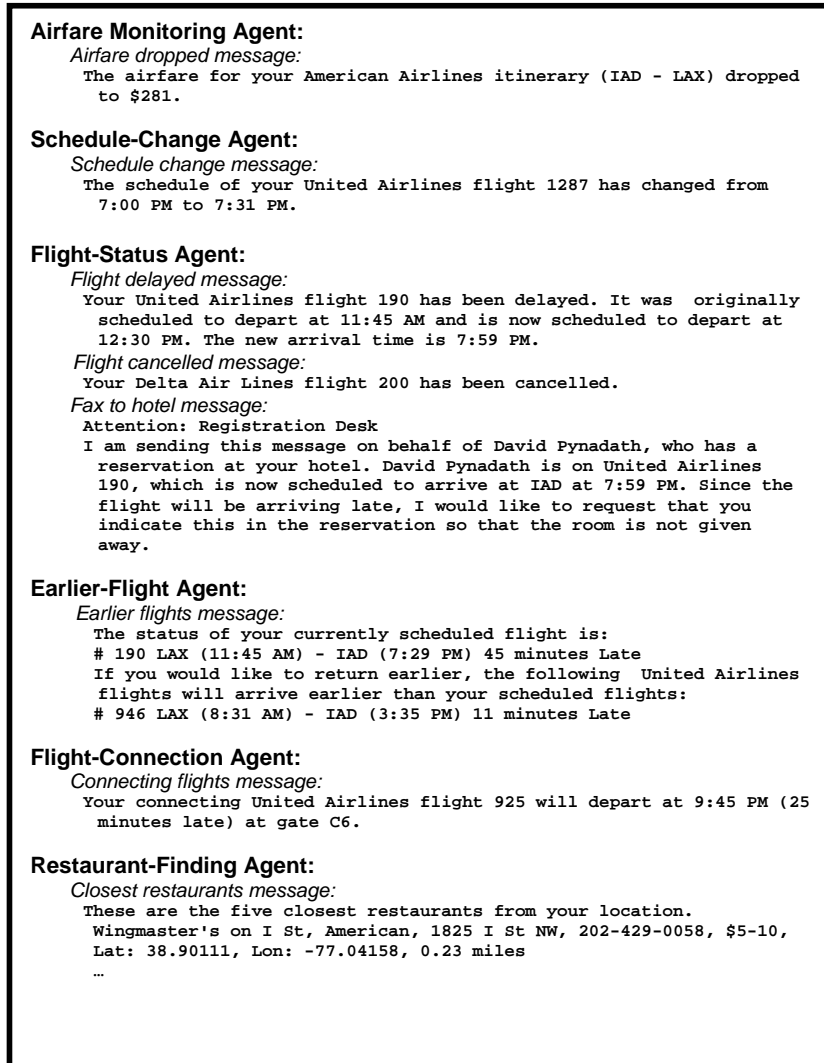 Airfare Monitoring Agent:
Airfare dropped message:
The airfare for your American Airlines itinerary (IAD - LAX) dropped
to $281.
Schedule-Change Agent:
Schedule change message:
The schedule of your United Airlines flight 1287 has changed from
7:00 PM to 7:31 PM.
Flight-Status Agent:
Flight delayed message:
Your United Airlines flight 190 has been delayed. It was originally
scheduled to depart at 11:45 AM and is now scheduled to depart at
12:30 PM. The new arrival time is 7:59 PM.
Flight cancelled message:
Your Delta Air Lines flight 200 has been cancelled.
Fax to hotel message:
Attention: Registration Desk
I am sending this message on behalf of David Pynadath, who has a
reservation at your hotel. David Pynadath is on United Airlines
190, which is now scheduled to arrive at IAD at 7:59 PM. Since the
flight will be arriving late, I would like to request that you
indicate this in the reservation so that the room is not given
away.
Earlier-Flight Agent:
Earlier flights message:
The status of your currently scheduled flight is:
# 190 LAX (11:45 AM) - IAD (7:29 PM) 45 minutes Late
If you would like to return earlier, the following United Airlines
flights will arrive earlier than your scheduled flights:
# 946 LAX (8:31 AM) - IAD (3:35 PM) 11 minutes Late
Flight-Connection Agent:
Connecting flights message:
Your connecting United Airlines flight 925 will depart at 9:45 PM (25
minutes late) at gate C6.
Restaurant-Finding Agent:
Closest restaurants message:
These are the five closest restaurants from your location.
Wingmaster's on I St, American, 1825 I St NW, 202-429-0058, $5-10,
Lat: 38.90111, Lon: -77.04158, 0.23 miles
…